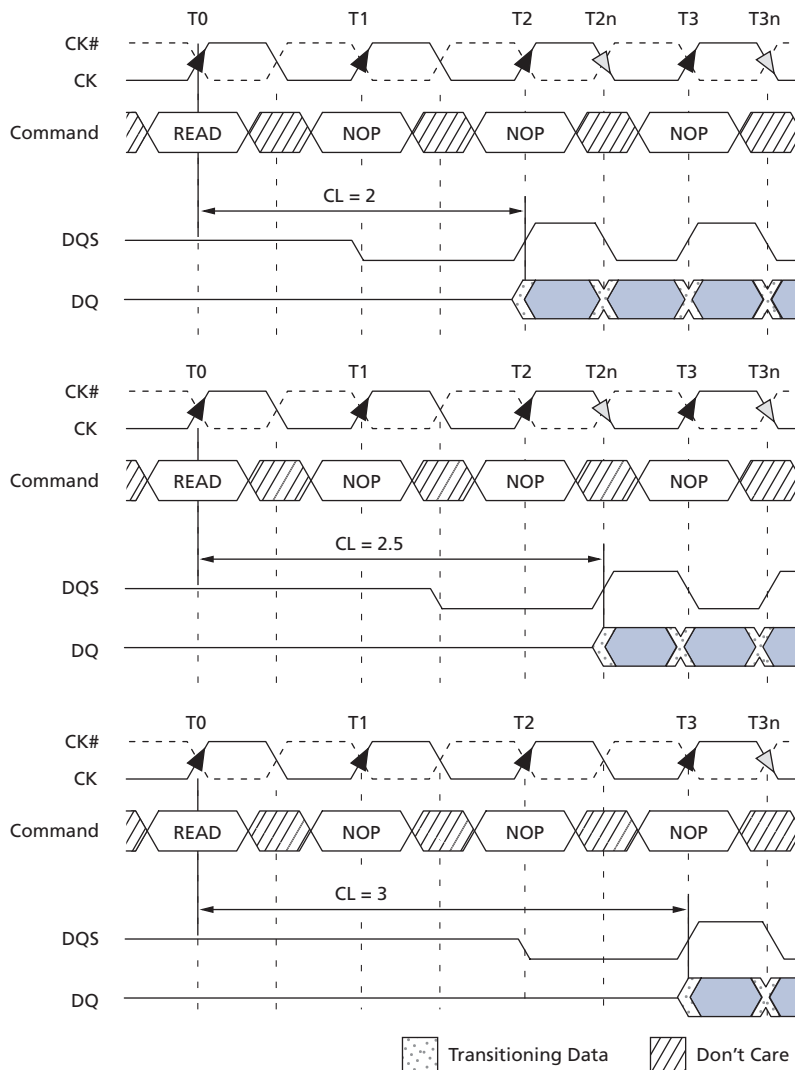 T0 T1 T2 T2n T3 T3n
CK#
CK
Command READ NOP NOP NOP
CL = 2
DQS
DQ
T0 T1 T2 T2n T3 T3n
CK#
CK
Command READ NOP NOP NOP
CL = 2.5
DQS
DQ
T0 T1 T2 T3 T3n
CK#
CK
Command READ NOP NOP NOP
CL = 3
DQS
DQ
Transitioning Data Don't Care